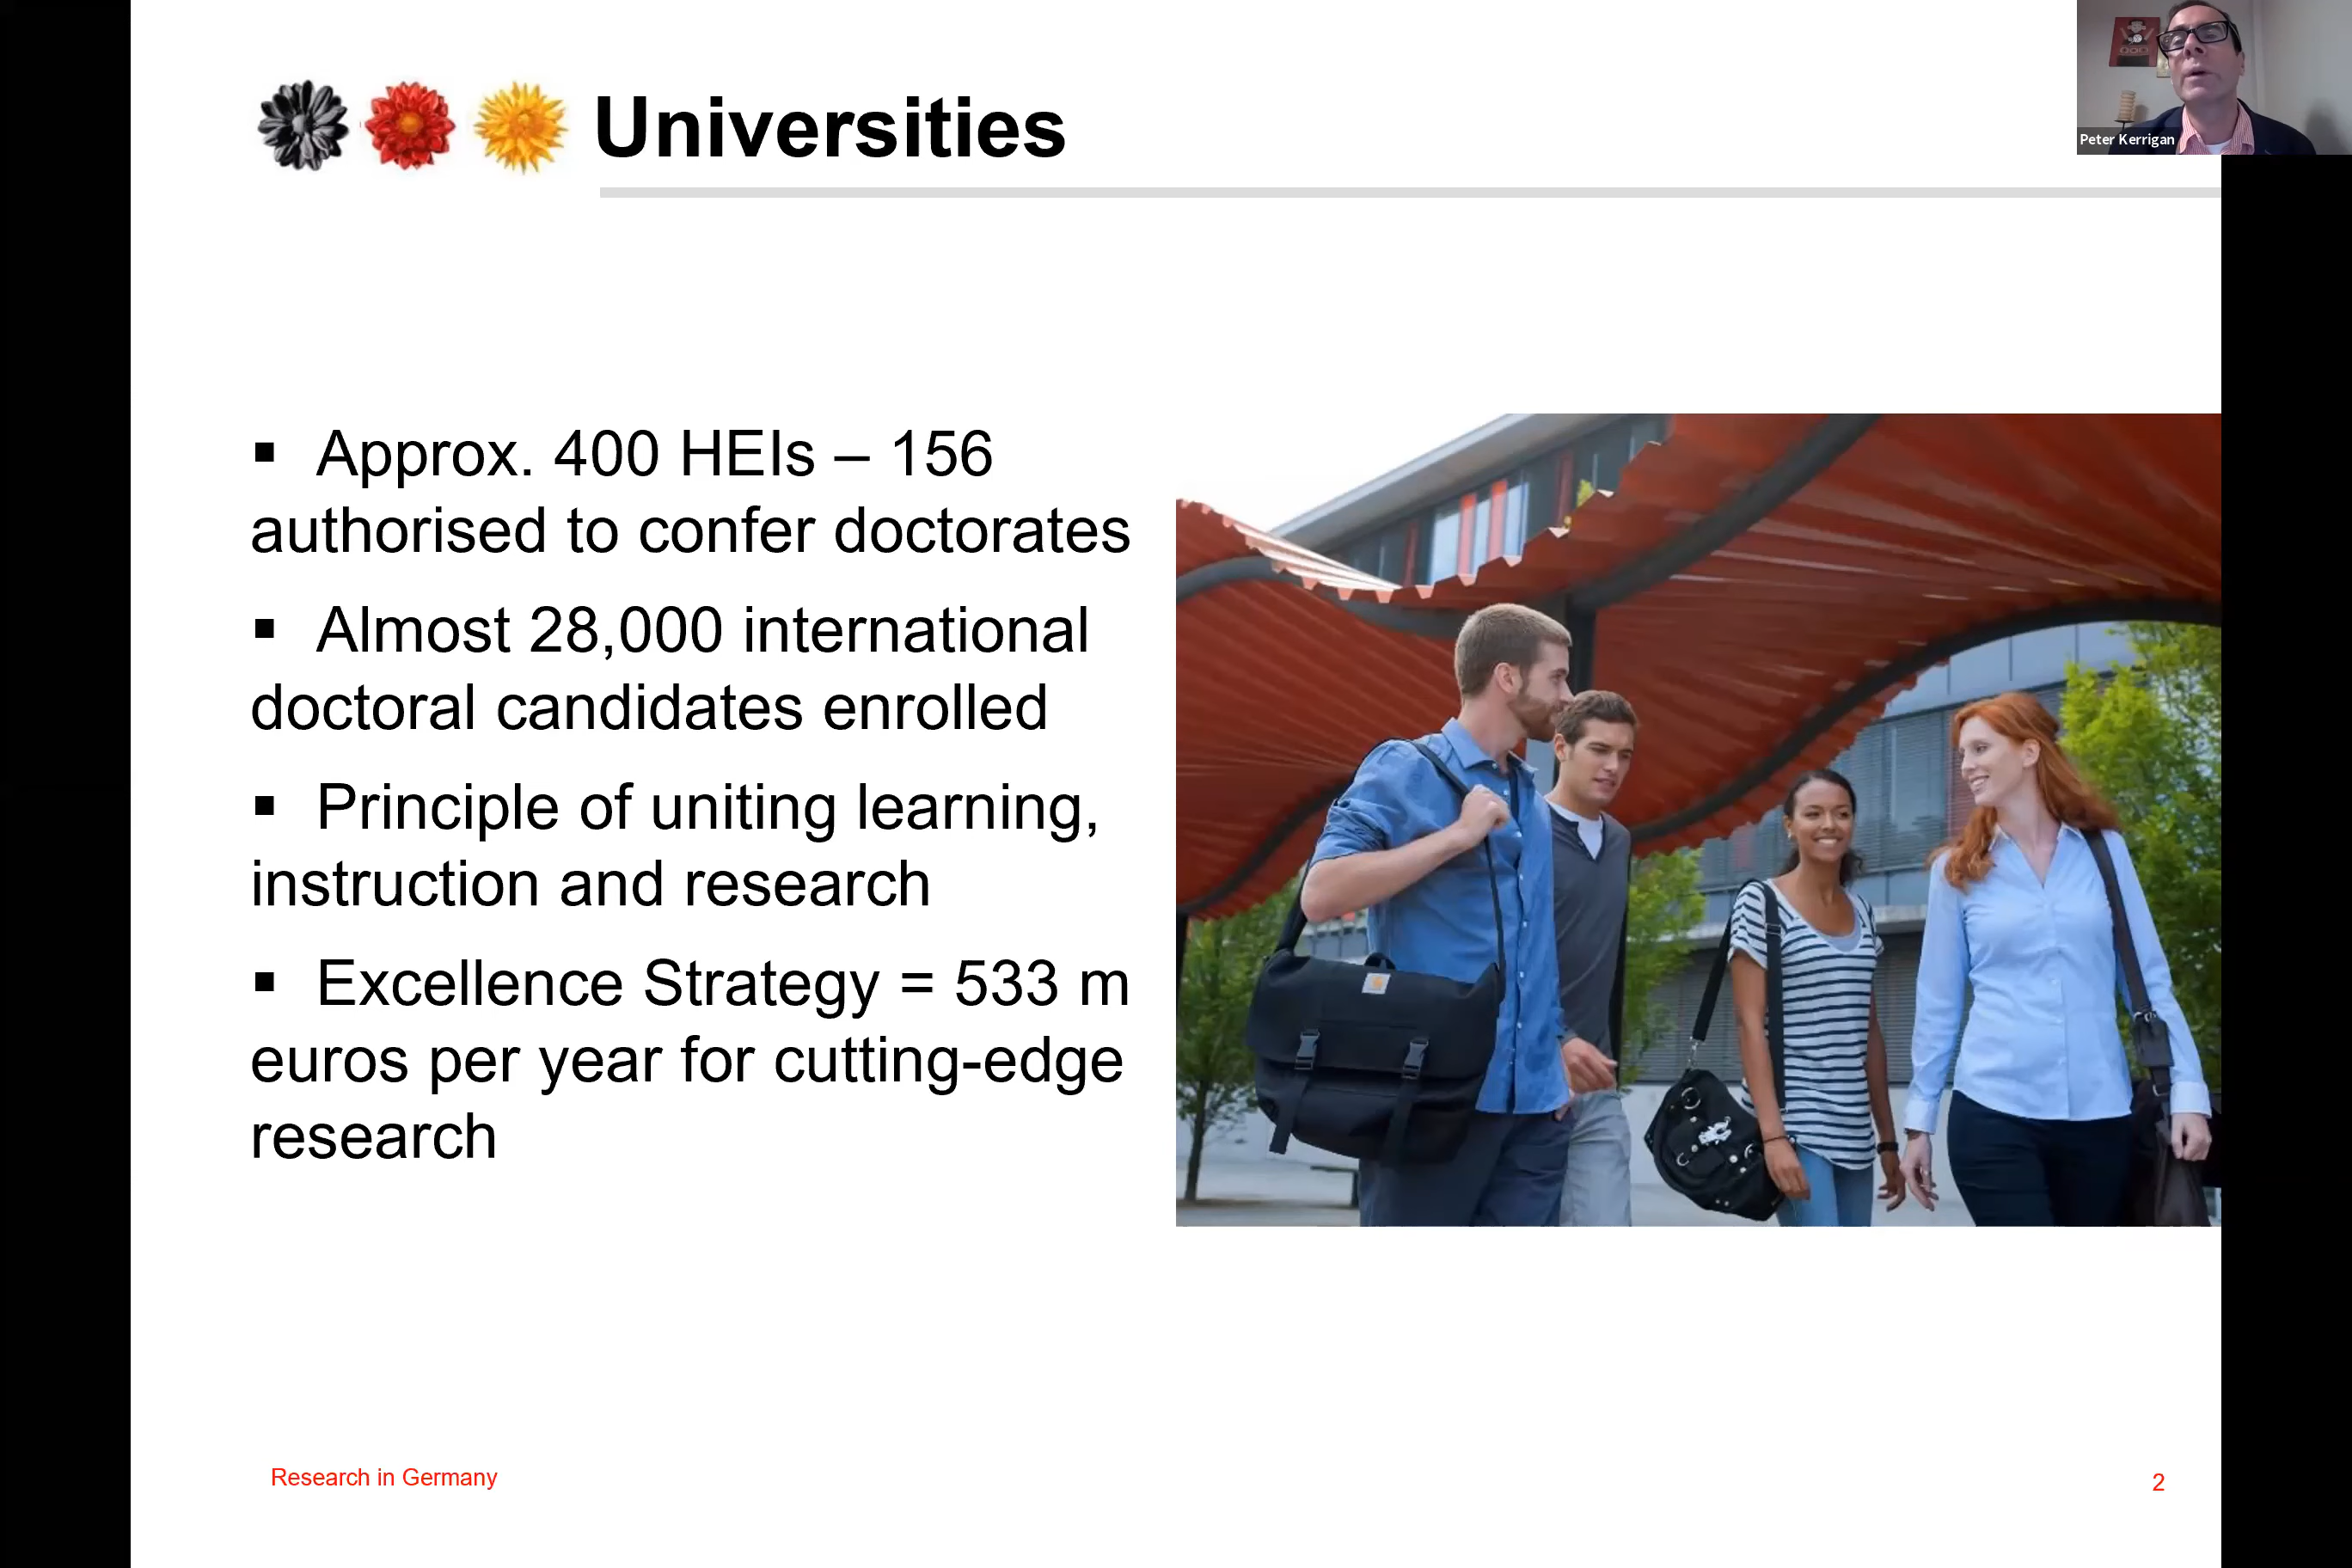 Universities
Peter Kerrigan
▪ Approx. 400 HEIs – 156
authorised to confer doctorates
▪ Almost 28,000 international
doctoral candidates enrolled
▪ Principle of uniting learning,
instruction and research
▪ Excellence Strategy = 533 m
euros per year for cutting-edge
research
Research in Germany
2